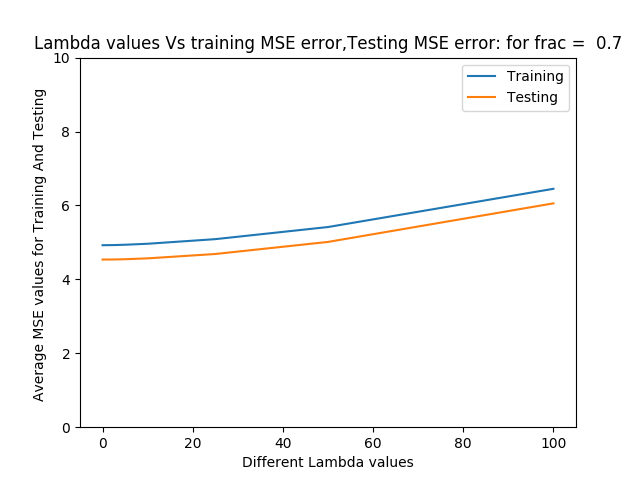 Lambda values Vs training MSE error,Testing MSE error: for frac =  0.7
10
8
6
4
2
0
Average MSE values for Training And Testing
Training
Testing
0 20 40 60 80 100
Different Lambda values